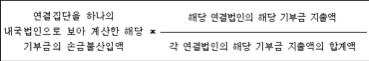 연결집단을 하나의
내국법인으로 보아 계산한 해당
기부금의 손금불산입액
×
해당 연결법인의 해당 기부금 지출액
각 연결법인의 해당 기부금 지출액의 합계액